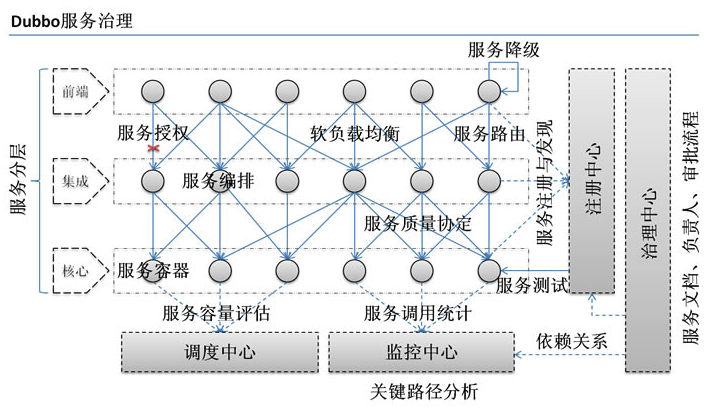 Dubbo服务治理
服务降级
前端
服务授权
软负载均衡
服务路由
服务分层
集成
服务编排
服务注册与发现
注册中心
治理中心
服务文档、负责人、审批流程
服务质量协定
核心
服务容器
服务测试
服务容量评估
服务调用统计
调度中心
监控中心
依赖关系
关键路径分析